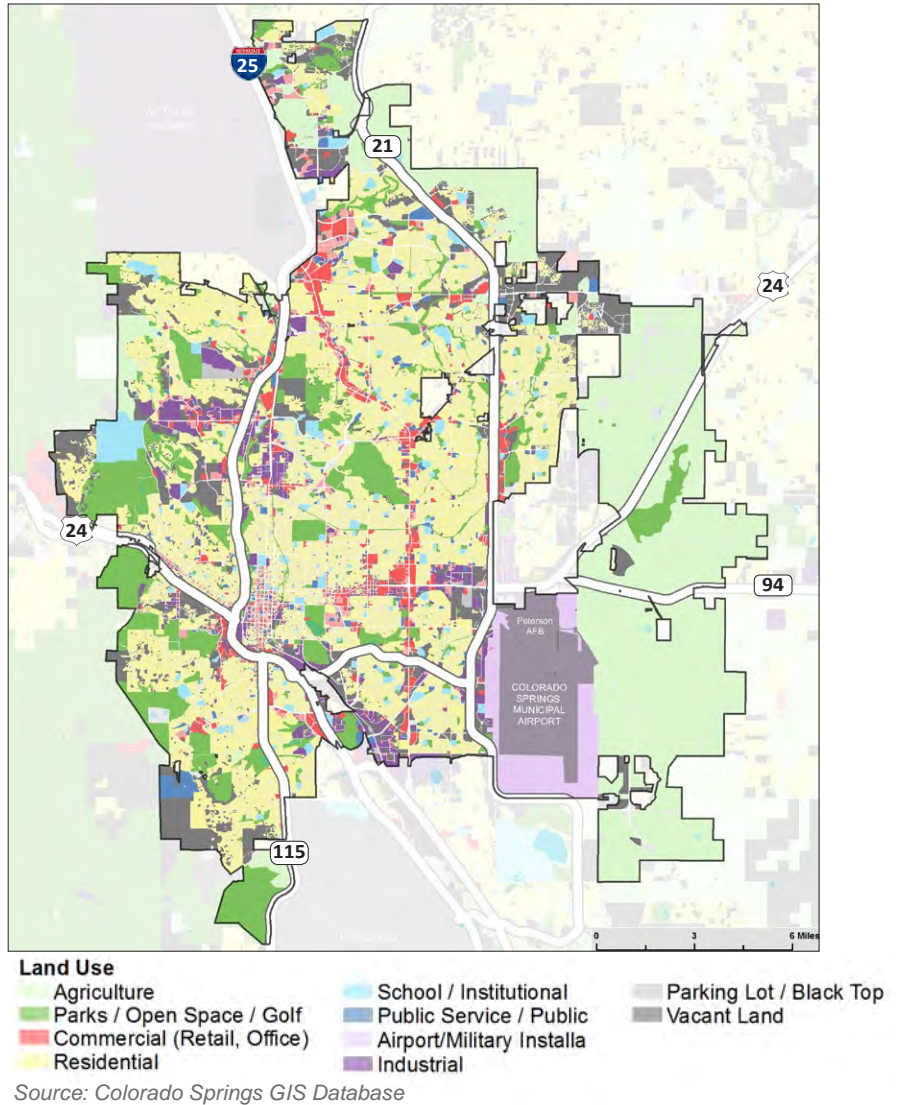 25
21
24
24
94
Peterson
AFB
COLORADO
SPRINGS
MUNICIPAL
AIRPORT
115
0 3 6 Miles
Land Use
Agriculture
Parks / Open Space / Golf
Commercial (Retail, Office)
Residential
School / Institutional
Public Service / Public
Airport/Military Installa
Industrial
Parking Lot / Black Top
Vacant Land
Source: Colorado Springs GIS Database